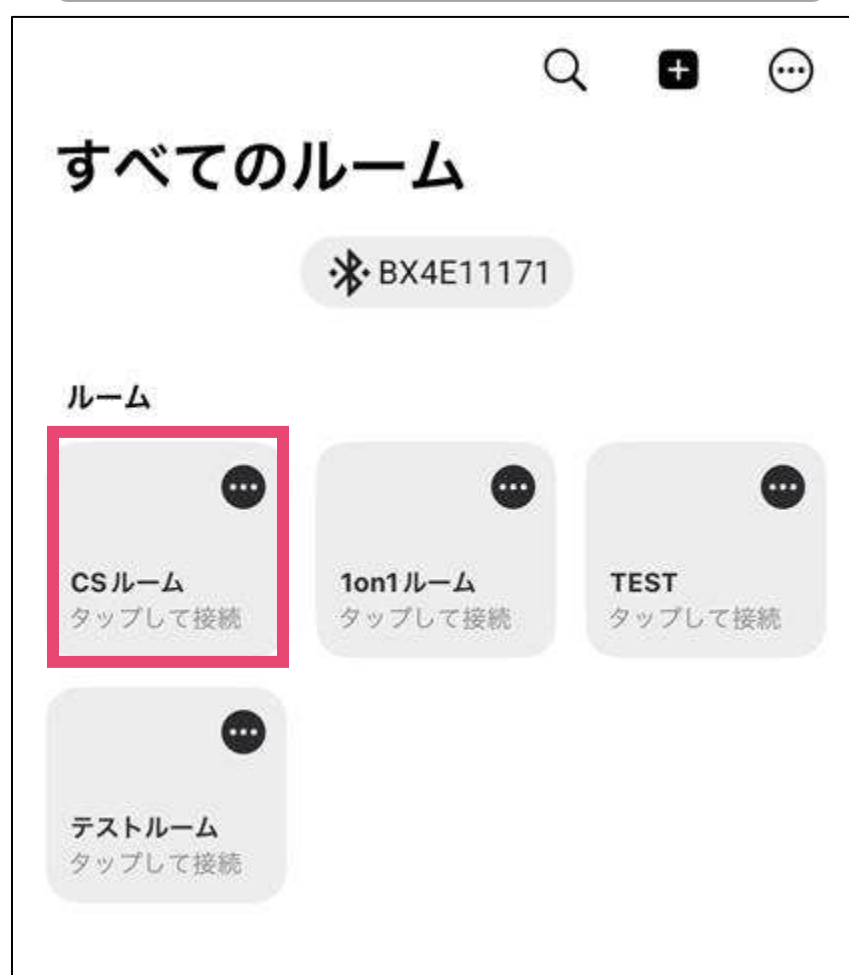 すべてのルーム
BX4E11171
ルーム
CSルーム
タップして接続
1on1ルーム
タップして接続
TEST
タップして接続
テストルーム
タップして接続